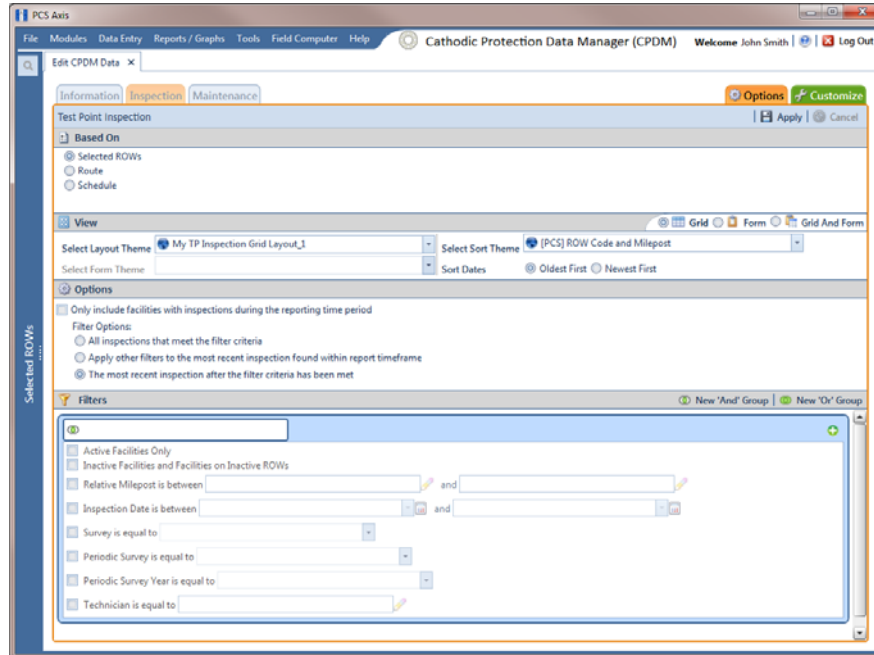 PCS Axis
File Modules Data Entry Reports / Graphs Tools Field Computer Help Cathodic Protection Data Manager (CPDM) Welcome John Smith | Log Out
Edit CPDM Data ×
Information Inspection Maintenance Options Customize
Test Point Inspection | Apply | Cancel
Based On
Selected ROWs
Route
Schedule
View Grid Form Grid And Form
Select Layout Theme My TP Inspection Grid Layout_1 Select Sort Theme [PCS] ROW Code and Milepost
Select Form Theme Sort Dates Oldest First Newest First
Options
Only include facilities with inspections during the reporting time period
Filter Options:
All inspections that meet the filter criteria
Apply other filters to the most recent inspection found within report timeframe
The most recent inspection after the filter criteria has been met
Selected ROWs
Filters New 'And' Group | New 'Or' Group
Active Facilities Only
Inactive Facilities and Facilities on Inactive ROWs
Relative Milepost is between and
Inspection Date is between and
Survey is equal to
Periodic Survey is equal to
Periodic Survey Year is equal to
Technician is equal to